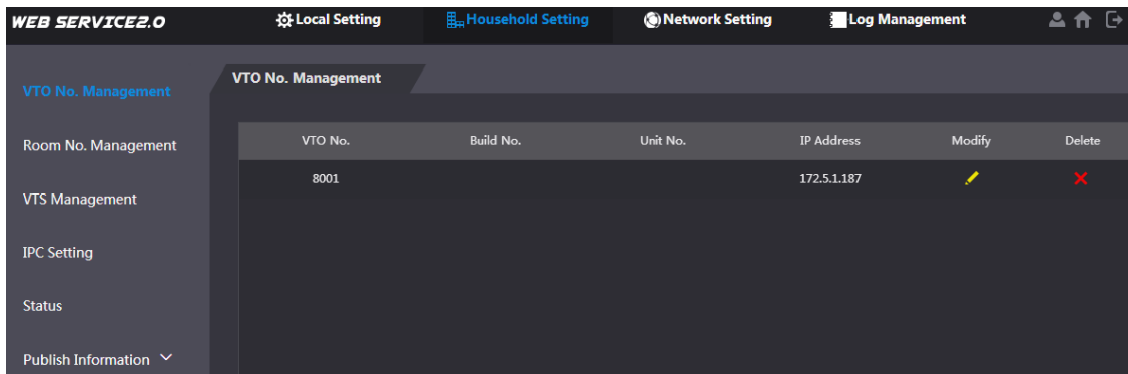 WEB SERVICE2.0 Local Setting Household Setting Network Setting Log Management
VTO No. Management
Room No. Management
VTS Management
IPC Setting
Status
Publish Information
VTO No. Management
VTO No. Build No. Unit No. IP Address Modify Delete
8001 172.5.1.187